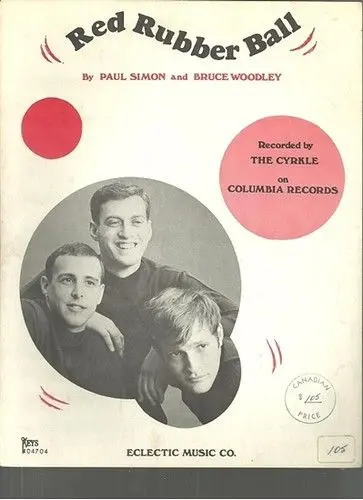 Red Rubber Ball
By PAUL SIMON and BRUCE WOODLEY
Recorded by
THE CYRKLE
on
COLUMBIA RECORDS
CANADIAN
$ 1.05
PRICE
KEYS
#04704
ECLECTIC MUSIC CO.
105